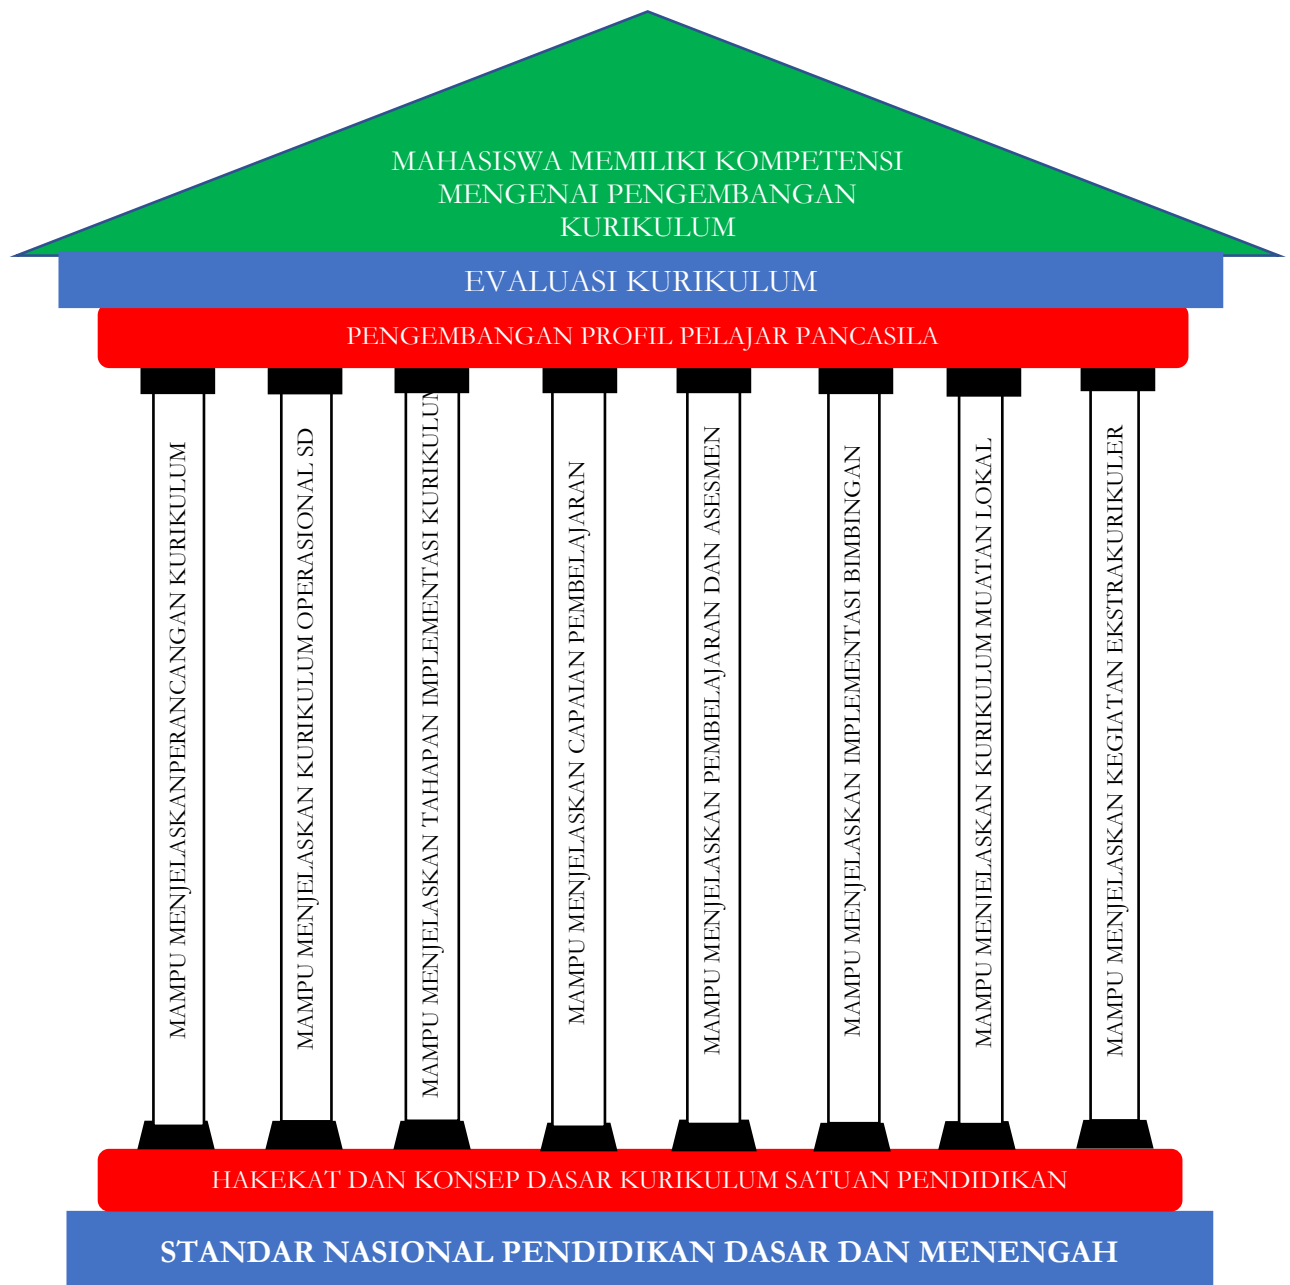 MAHASISWA MEMILIKI KOMPETENSI
MENGENAI PENGEMBANGAN
KURIKULUM
EVALUASI KURIKULUM
PENGEMBANGAN PROFIL PELAJAR PANCASILA
MAMPU MENJELASKANPERANCANGAN KURIKULUM
MAMPU MENJELASKAN KURIKULUM OPERASIONAL SD
MAMPU MENJELASKAN TAHAPAN IMPLEMENTASI KURIKULUM
MAMPU MENJELASKAN CAPAIAN PEMBELAJARAN
MAMPU MENJELASKAN PEMBELAJARAN DAN ASESMEN
MAMPU MENJELASKAN IMPLEMENTASI BIMBINGAN
MAMPU MENJELASKAN KURIKULUM MUATAN LOKAL
MAMPU MENJELASKAN KEGIATAN EKSTRAKURIKULER
HAKEKAT DAN KONSEP DASAR KURIKULUM SATUAN PENDIDIKAN
STANDAR NASIONAL PENDIDIKAN DASAR DAN MENENGAH